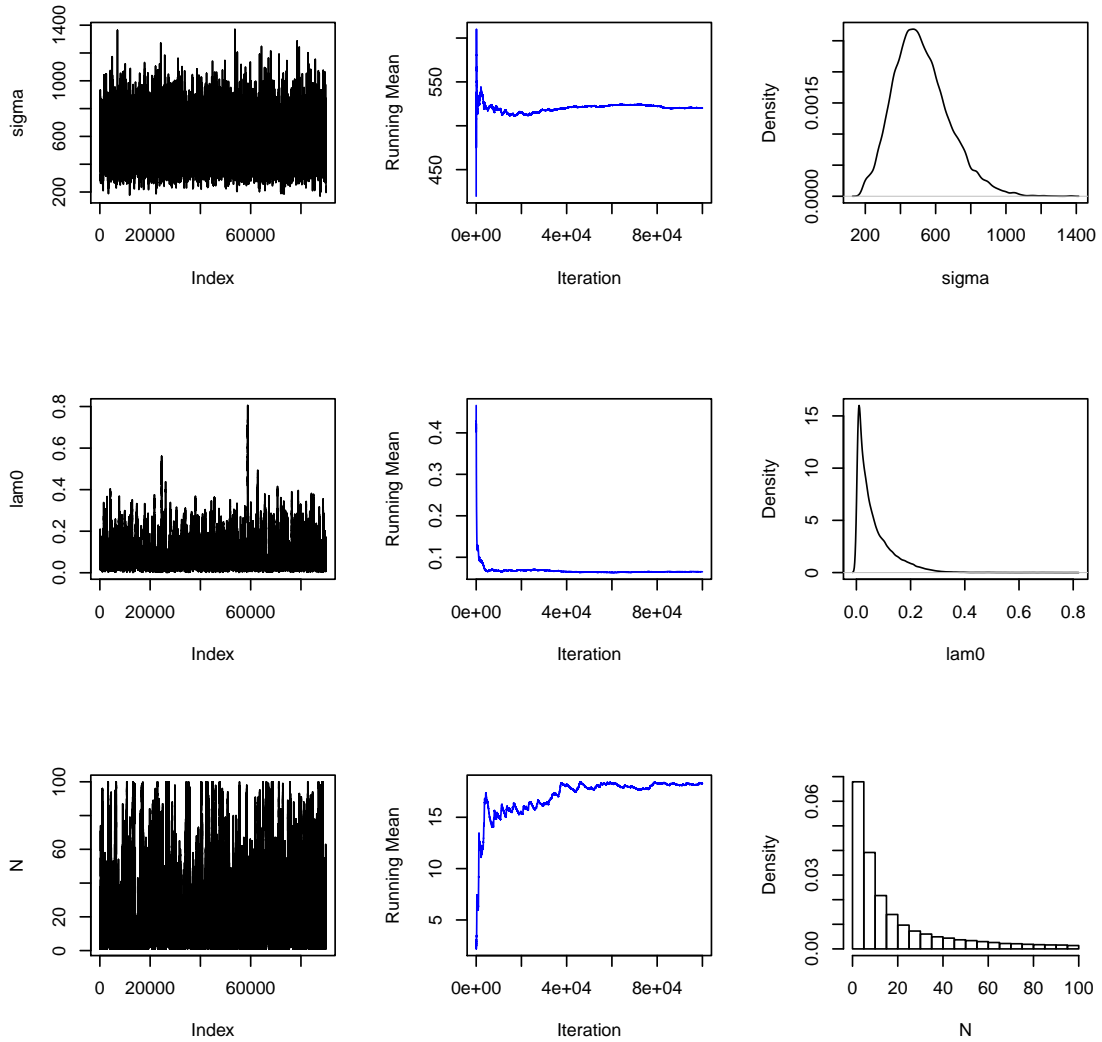 sigma
200
600
1000
1400
0
20000
60000
Index
Running Mean
450
550
0e+00
4e+04
8e+04
Iteration
Density
0.0000
0.0015
200
600
1000
1400
sigma
lam0
0.0
0.2
0.4
0.6
0.8
0
20000
60000
Index
Running Mean
0.1
0.2
0.3
0.4
0e+00
4e+04
8e+04
Iteration
Density
0
5
15
0.0
0.2
0.4
0.6
0.8
lam0
N
0
20
60
100
0
20000
60000
Index
Running Mean
5
10
15
0e+00
4e+04
8e+04
Iteration
Density
0.00
0.03
0.06
0
20
40
60
80
100
N